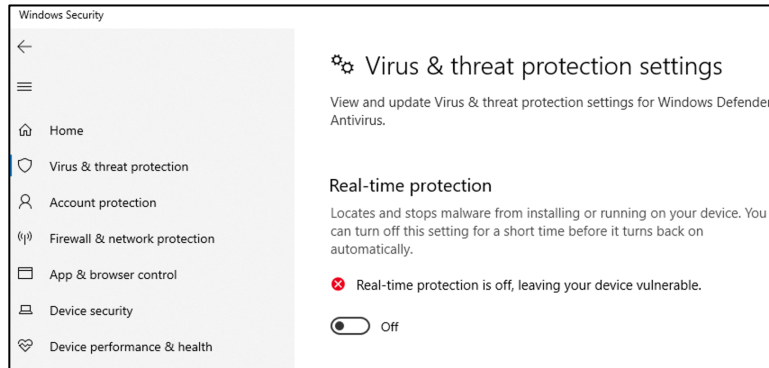 Windows Security
Home
Virus & threat protection
Account protection
Firewall & network protection
App & browser control
Device security
Device performance & health
Virus & threat protection settings
View and update Virus & threat protection settings for Windows Defender
Antivirus.
Real-time protection
Locates and stops malware from installing or running on your device. You
can turn off this setting for a short time before it turns back on
automatically.
Real-time protection is off, leaving your device vulnerable.
Off